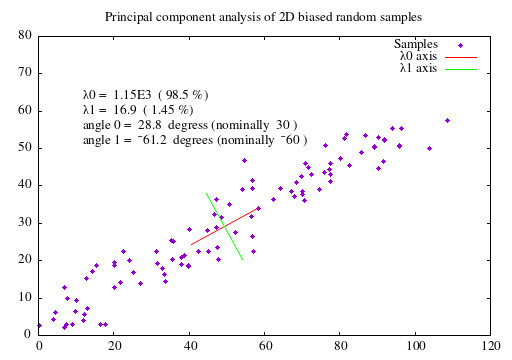 Principal component analysis of 2D biased random samples
80
70
60
50
40
30
20
10
0
0 20 40 60 80 100 120
Samples
λ0 axis
λ1 axis
λ0 = 1.15E3 ( 98.5 %)
λ1 = 16.9 ( 1.45 %)
angle 0 = 28.8 degress (nominally 30 )
angle 1 = ¯61.2 degress (nominally ¯60 )